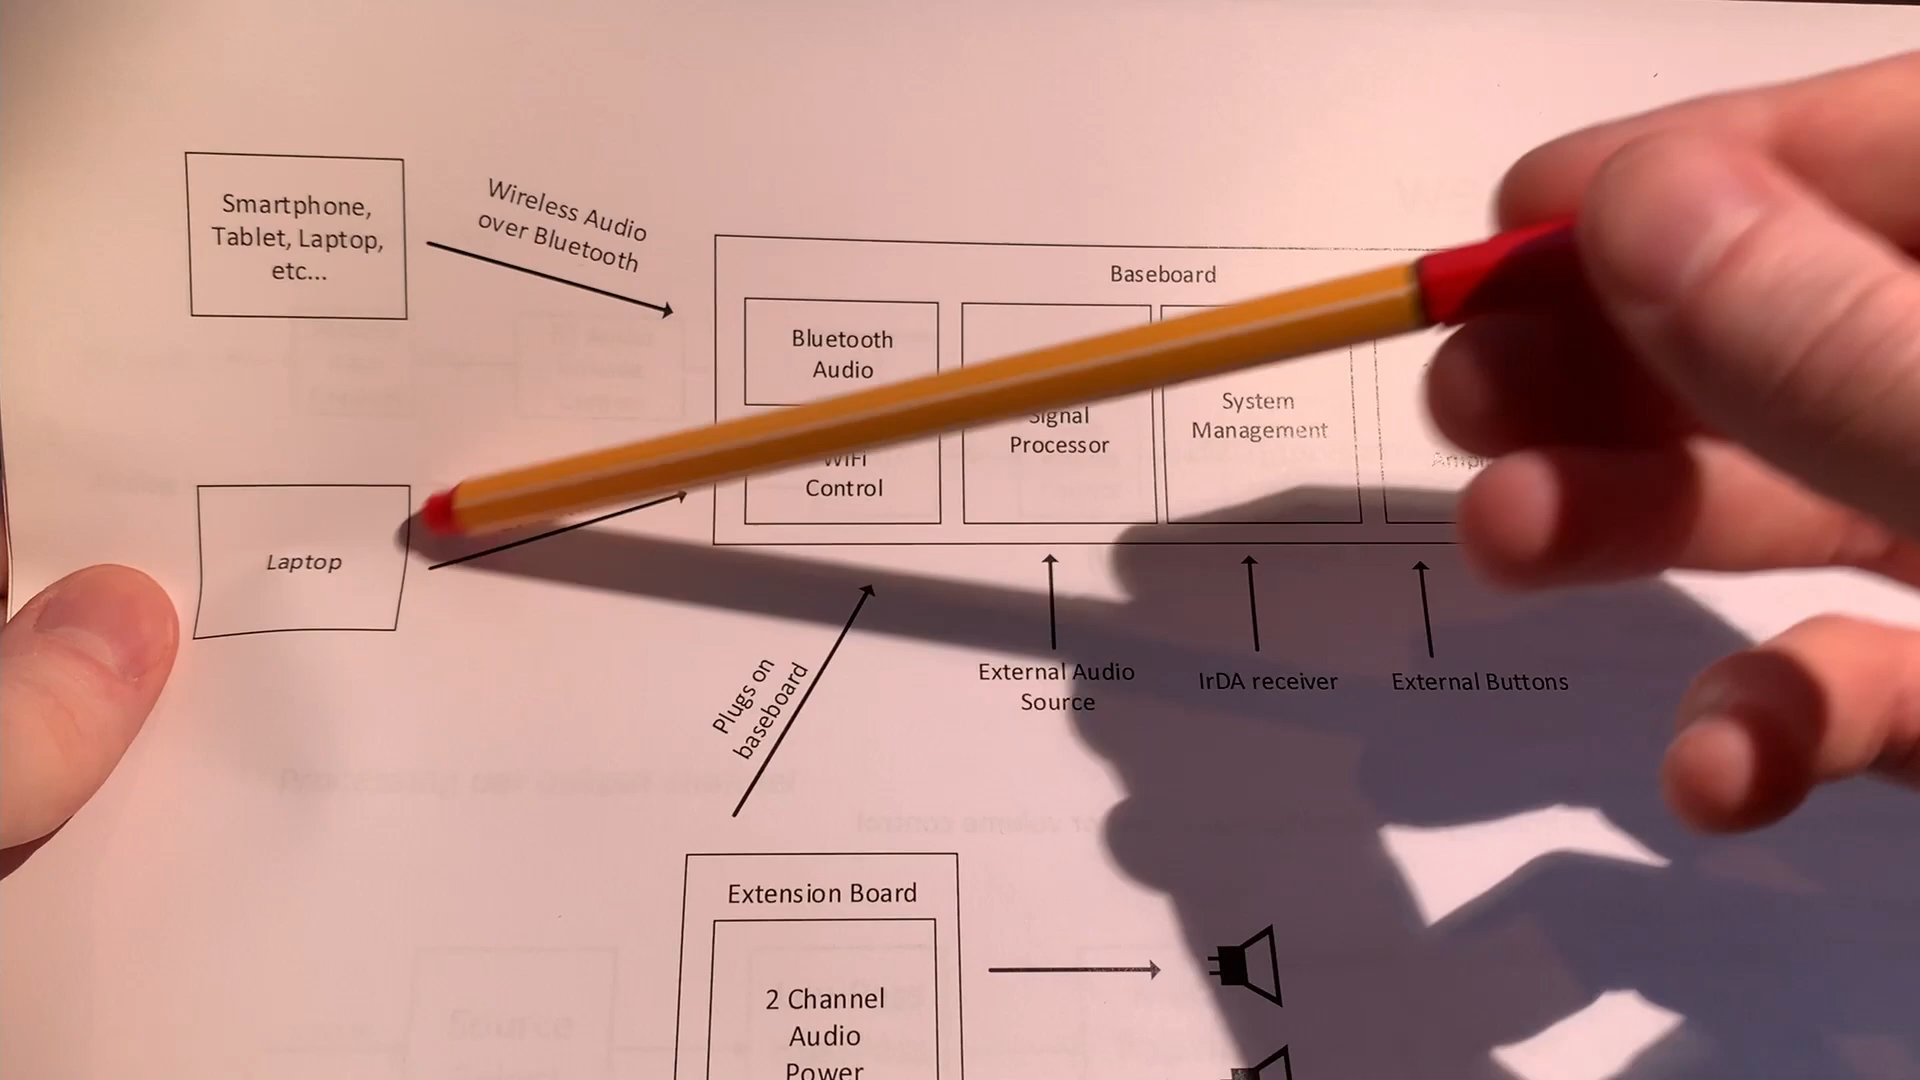 Smartphone,
Tablet, Laptop,
etc...
Wireless Audio
over Bluetooth
Baseboard
Bluetooth
Audio
WiFi
Control
Signal
Processor
System
Management
Laptop
Plugs on
baseboard
External Audio
Source
IrDA receiver
External Buttons
Extension Board
2 Channel
Audio
Power